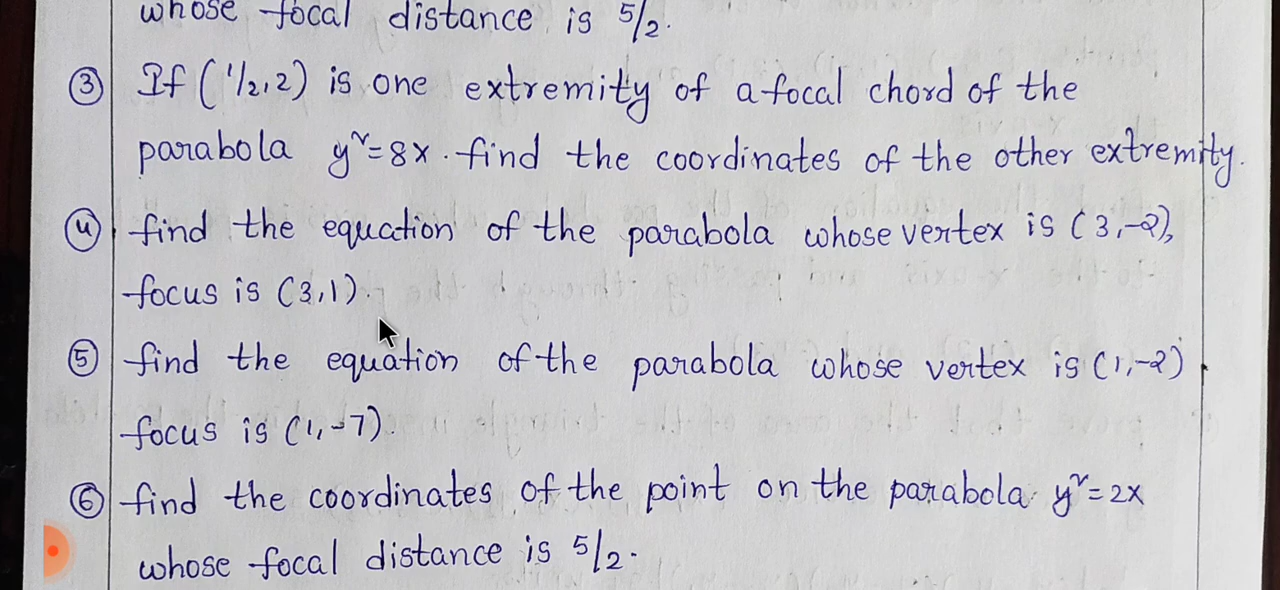 whose focal distance is 5/2.
③ If (1/2,2) is one extremity of a focal chord of the
parabola y²=8x. find the coordinates of the other extremity.
④ find the equation of the parabola whose vertex is (3,-2),
focus is (3,1).
⑤ find the equation of the parabola whose vertex is (1,-2)
focus is (1,-7).
⑥ find the coordinates of the point on the parabola y²=2x
whose focal distance is 5/2.